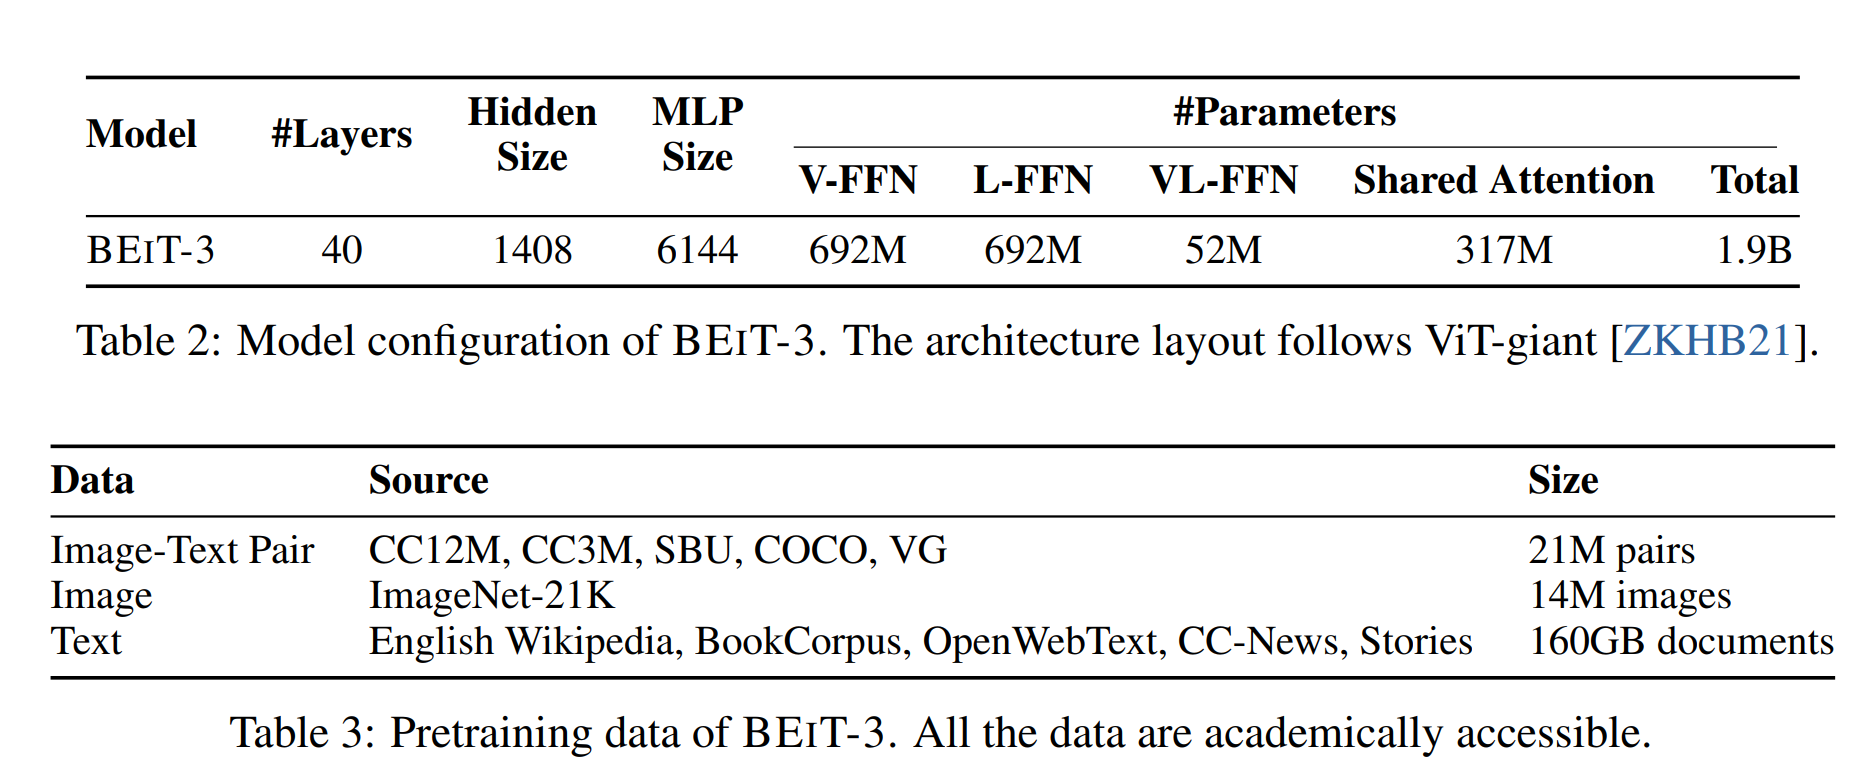 Model #Layers Hidden Size MLP Size #Parameters
V-FFN L-FFN VL-FFN Shared Attention Total
BEIT-3 40 1408 6144 692M 692M 52M 317M 1.9B
Table 2: Model configuration of BEIT-3. The architecture layout follows ViT-giant [ZKHB21].
Data Source Size
Image-Text Pair CC12M, CC3M, SBU, COCO, VG 21M pairs
Image ImageNet-21K 14M images
Text English Wikipedia, BookCorpus, OpenWebText, CC-News, Stories 160GB documents
Table 3: Pretraining data of BEIT-3. All the data are academically accessible.